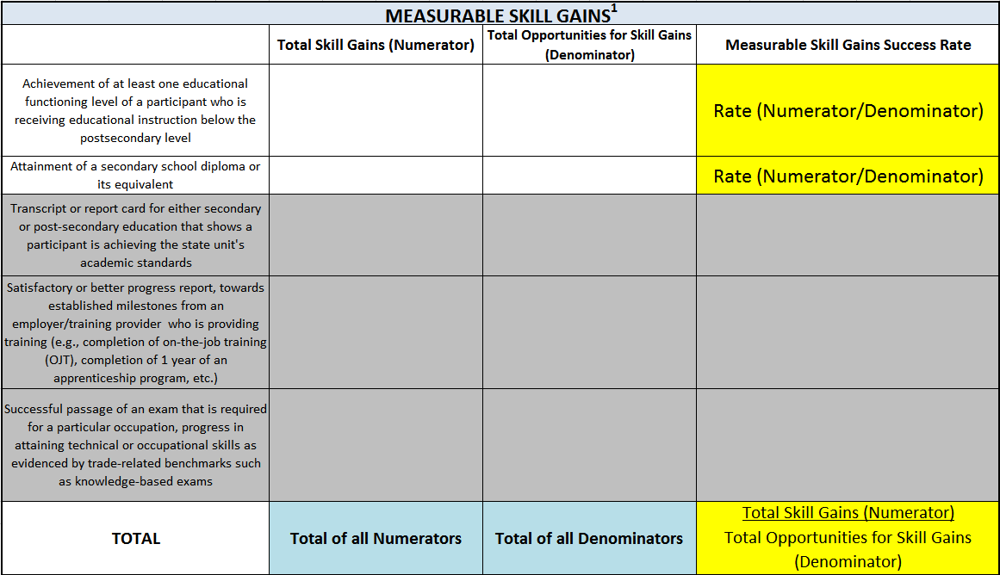 MEASURABLE SKILL GAINS1
Total Skill Gains (Numerator)
Total Opportunities for Skill Gains
(Denominator)
Measurable Skill Gains Success Rate
Achievement of at least one educational
functioning level of a participant who is
receiving educational instruction below the
postsecondary level
Rate (Numerator/Denominator)
Attainment of a secondary school diploma or
its equivalent
Rate (Numerator/Denominator)
Transcript or report card for either secondary
or post-secondary education that shows a
participant is achieving the state unit's
academic standards
Satisfactory or better progress report, towards
established milestones from an
employer/training provider who is providing
training (e.g., completion of on-the-job training
(OJT), completion of 1 year of an
apprenticeship program, etc.)
Successful passage of an exam that is required
for a particular occupation, progress in
attaining technical or occupational skills as
evidenced by trade-related benchmarks such
as knowledge-based exams
TOTAL
Total of all Numerators
Total of all Denominators
Total Skill Gains (Numerator)
Total Opportunities for Skill Gains
(Denominator)